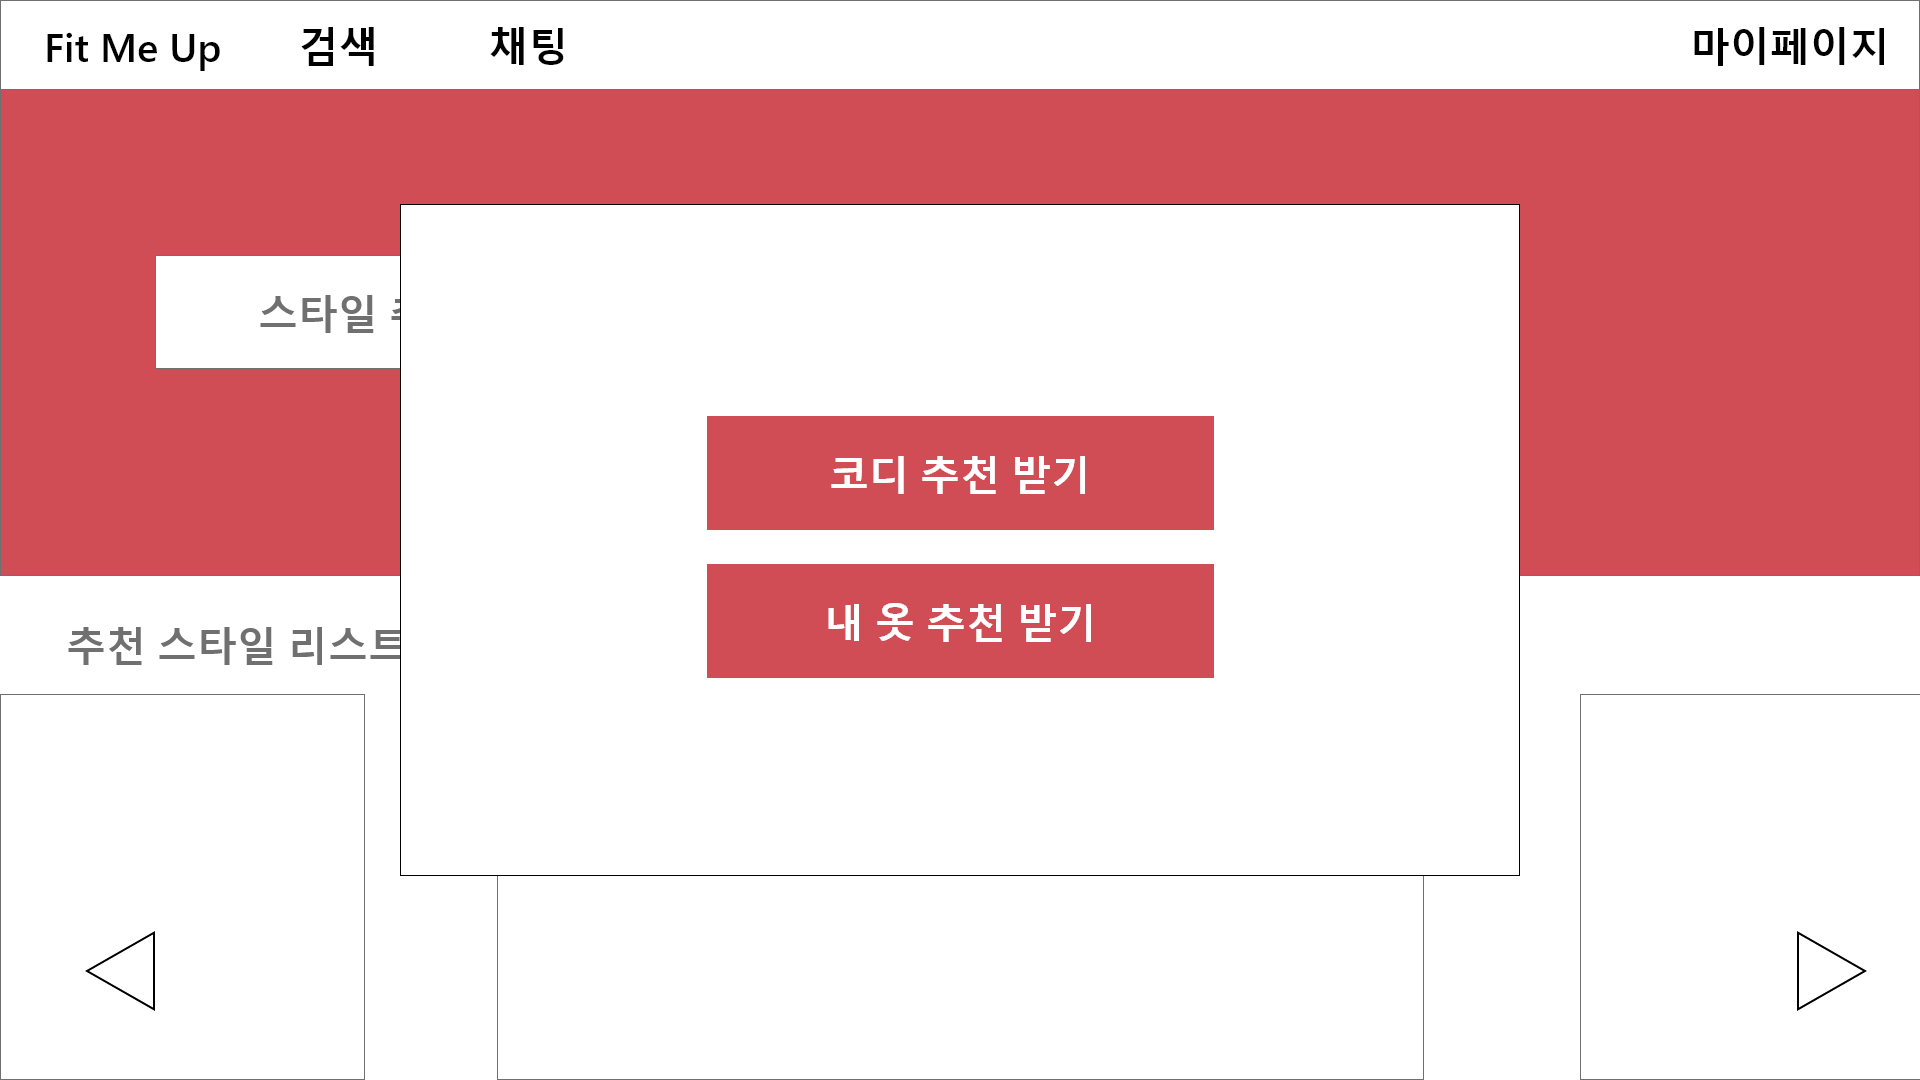 Fit Me Up 검색 채팅 마이페이지
스타일
코디 추천 받기
내 옷 추천 받기
추천 스타일 리스트